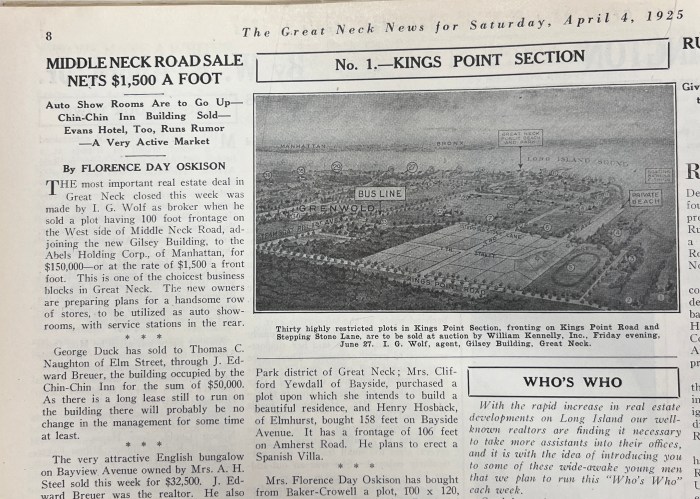 8
The Great Neck News for Saturday, April 4, 1925
MIDDLE NECK ROAD SALE
NETS $1,500 A FOOT
Auto Show Rooms Are to Go Up—
Chin-Chin Inn Building Sold—
Evans Hotel, Too, Runs Rumor
—A Very Active Market
By FLORENCE DAY OSKISON
THE most important real estate deal in
Great Neck closed this week was
made by I. G. Wolf as broker when he
sold a plot having 100 foot frontage on
the West side of Middle Neck Road, ad-
joining the new Gilsey Building, to the
Abels Holding Corp., of Manhattan, for
$150,000—or at the rate of $1,500 a front
foot. This is one of the choicest business
blocks in Great Neck. The new owners
are preparing plans for a handsome row
of stores, to be utilized as auto show-
rooms, with service stations in the rear.
* * *
George Duck has sold to Thomas C.
Naughton of Elm Street, through J. Ed-
ward Breuer, the building occupied by the
Chin-Chin Inn for the sum of $50,000.
As there is a long lease still to run on
the building there will probably be no
change in the management for some time
at least.
* * *
The very attractive English bungalow
on Bayview Avenue owned by Mrs. A. H.
Steel sold this week for $32,500. J. Ed-
ward Breuer was the realtor. He also
No. 1.—KINGS POINT SECTION
MANHATTAN
BRONX
GREAT NECK
PUBLIC BEACH
AND PARK
LONG ISLAND SOUND
BUS LINE
GRENWOLD
PRIVATE
BEACH
STREET
KINGS POINT ROAD
Thirty highly restricted plots in Kings Point Section, fronting on Kings Point Road and
Stepping Stone Lane, are to be sold at auction by William Kennelly, Inc., Friday evening,
June 27. I. G. Wolf, agent, Gilsey Building, Great Neck.
Park district of Great Neck; Mrs. Clif-
ford Yewdall of Bayside, purchased a
plot upon which she intends to build a
beautiful residence, and Henry Hosback,
of Elmhurst, bought 158 feet on Bayside
Avenue. It has a frontage of 106 feet
on Amherst Road. He plans to erect a
Spanish Villa.
* * *
Mrs. Florence Day Oskison has bought
from Baker-Crowell a plot, 100 x 120,
WHO'S WHO
With the rapid increase in real estate
developments on Long Island our well-
known realtors are finding it necessary
to take more assistants into their offices,
and it is with the idea of introducing you
to some of these wide-awake young men
that we plan to run this "Who's Who"
each week.
RU
Giv
R